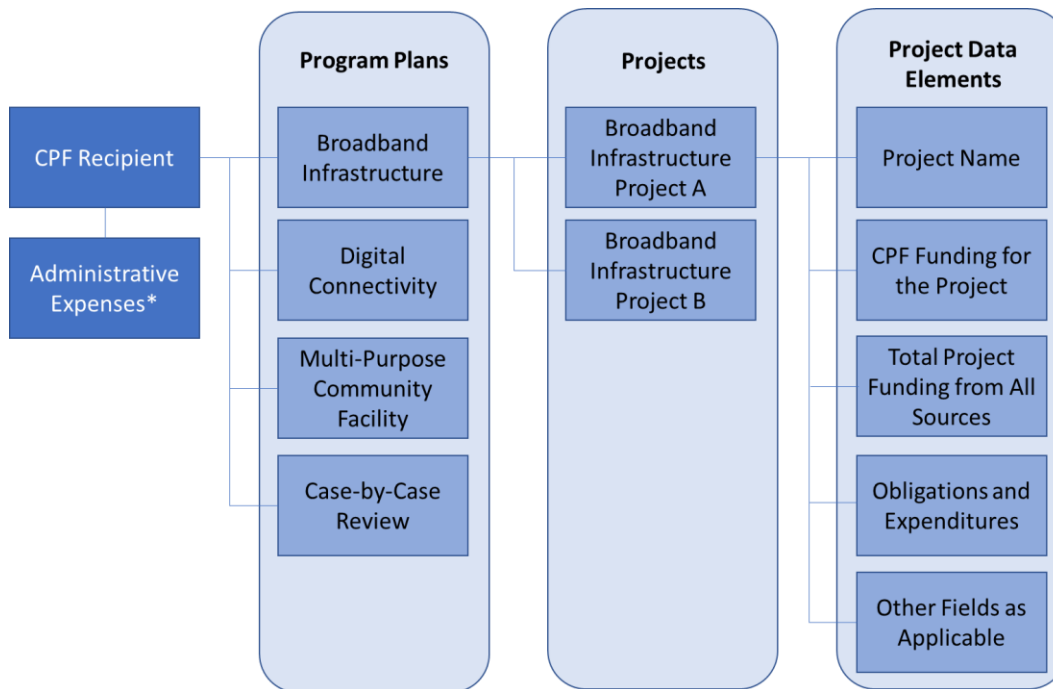 Program Plans
Projects
Project Data
Elements
CPF Recipient
Administrative
Expenses*
Broadband
Infrastructure
Digital
Connectivity
Multi-Purpose
Community
Facility
Case-by-Case
Review
Broadband
Infrastructure
Project A
Broadband
Infrastructure
Project B
Project Name
CPF Funding for
the Project
Total Project
Funding from All
Sources
Obligations and
Expenditures
Other Fields as
Applicable